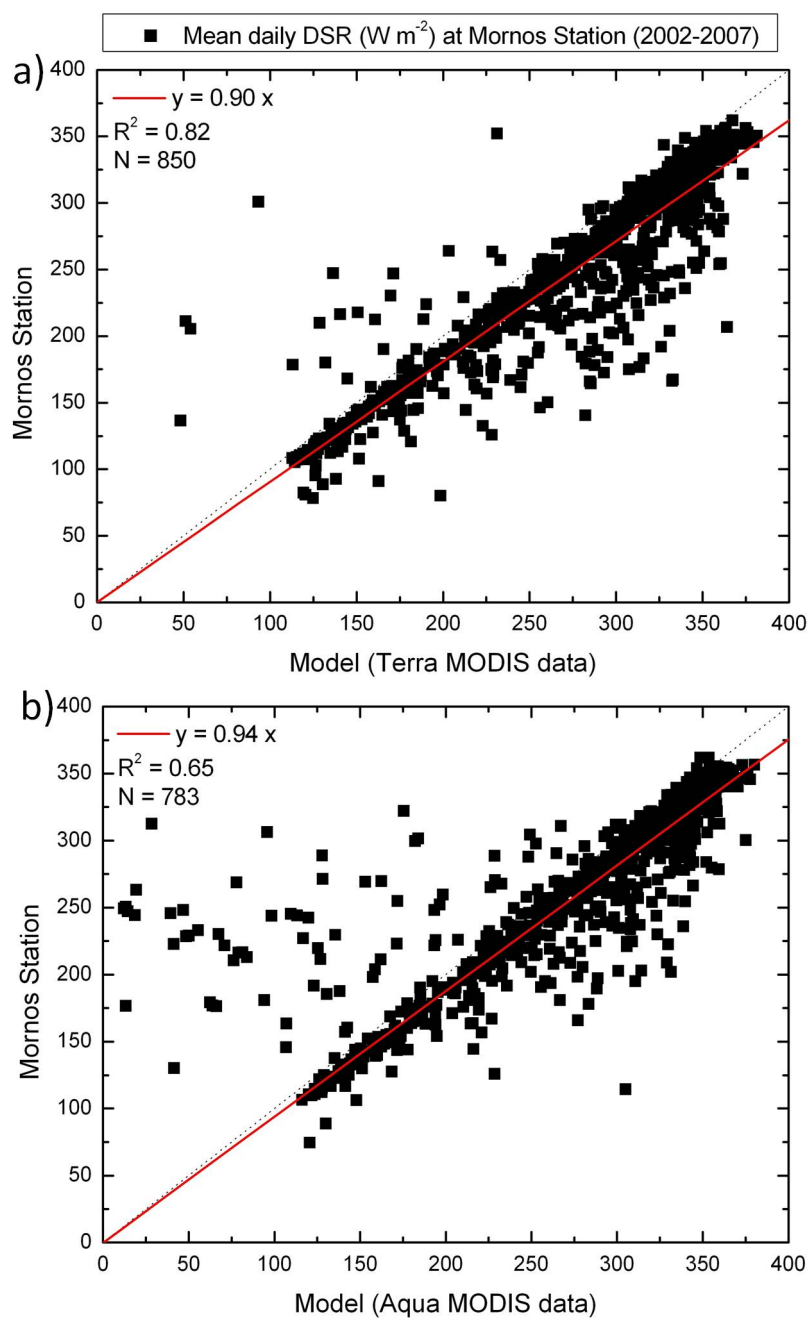 Mean daily DSR (W m⁻²) at Mornos Station (2002-2007)
a)
y = 0.90 x
R² = 0.82
N = 850
400
350
300
250
200
150
100
50
0
Mornos Station
0 50 100 150 200 250 300 350 400
Model (Terra MODIS data)
b)
y = 0.94 x
R² = 0.65
N = 783
400
350
300
250
200
150
100
50
0
Mornos Station
0 50 100 150 200 250 300 350 400
Model (Aqua MODIS data)